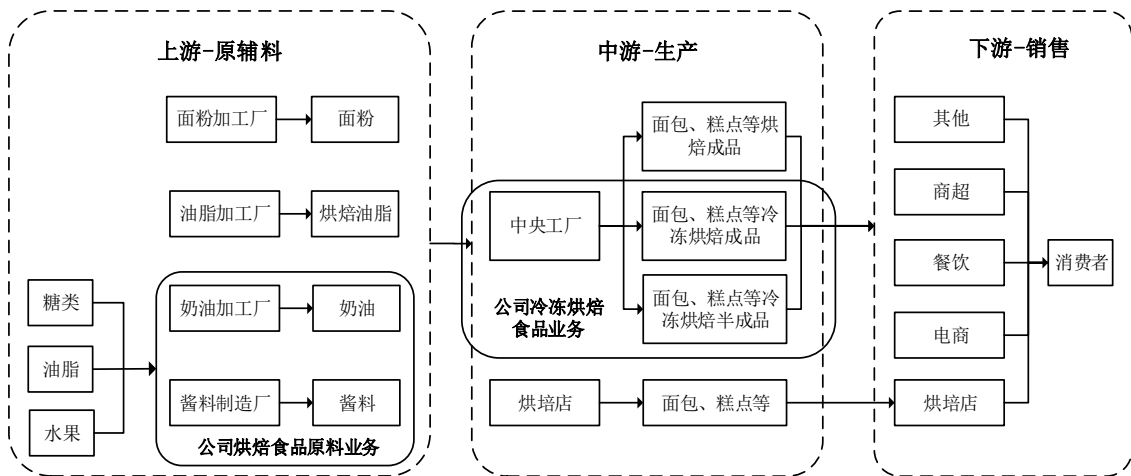 上游-原辅料
面粉加工厂
面粉
油脂加工厂
烘焙油脂
糖类
油脂
水果
奶油加工厂
奶油
酱料制造厂
酱料
公司烘焙食品原料业务
中游-生产
面包、糕点等烘
焙成品
中央工厂
面包、糕点等冷
冻烘焙成品
面包、糕点等冷
冻烘焙半成品
公司冷冻烘焙
食品业务
烘培店
面包、糕点等
下游-销售
其他
商超
餐饮
电商
烘培店
消费者